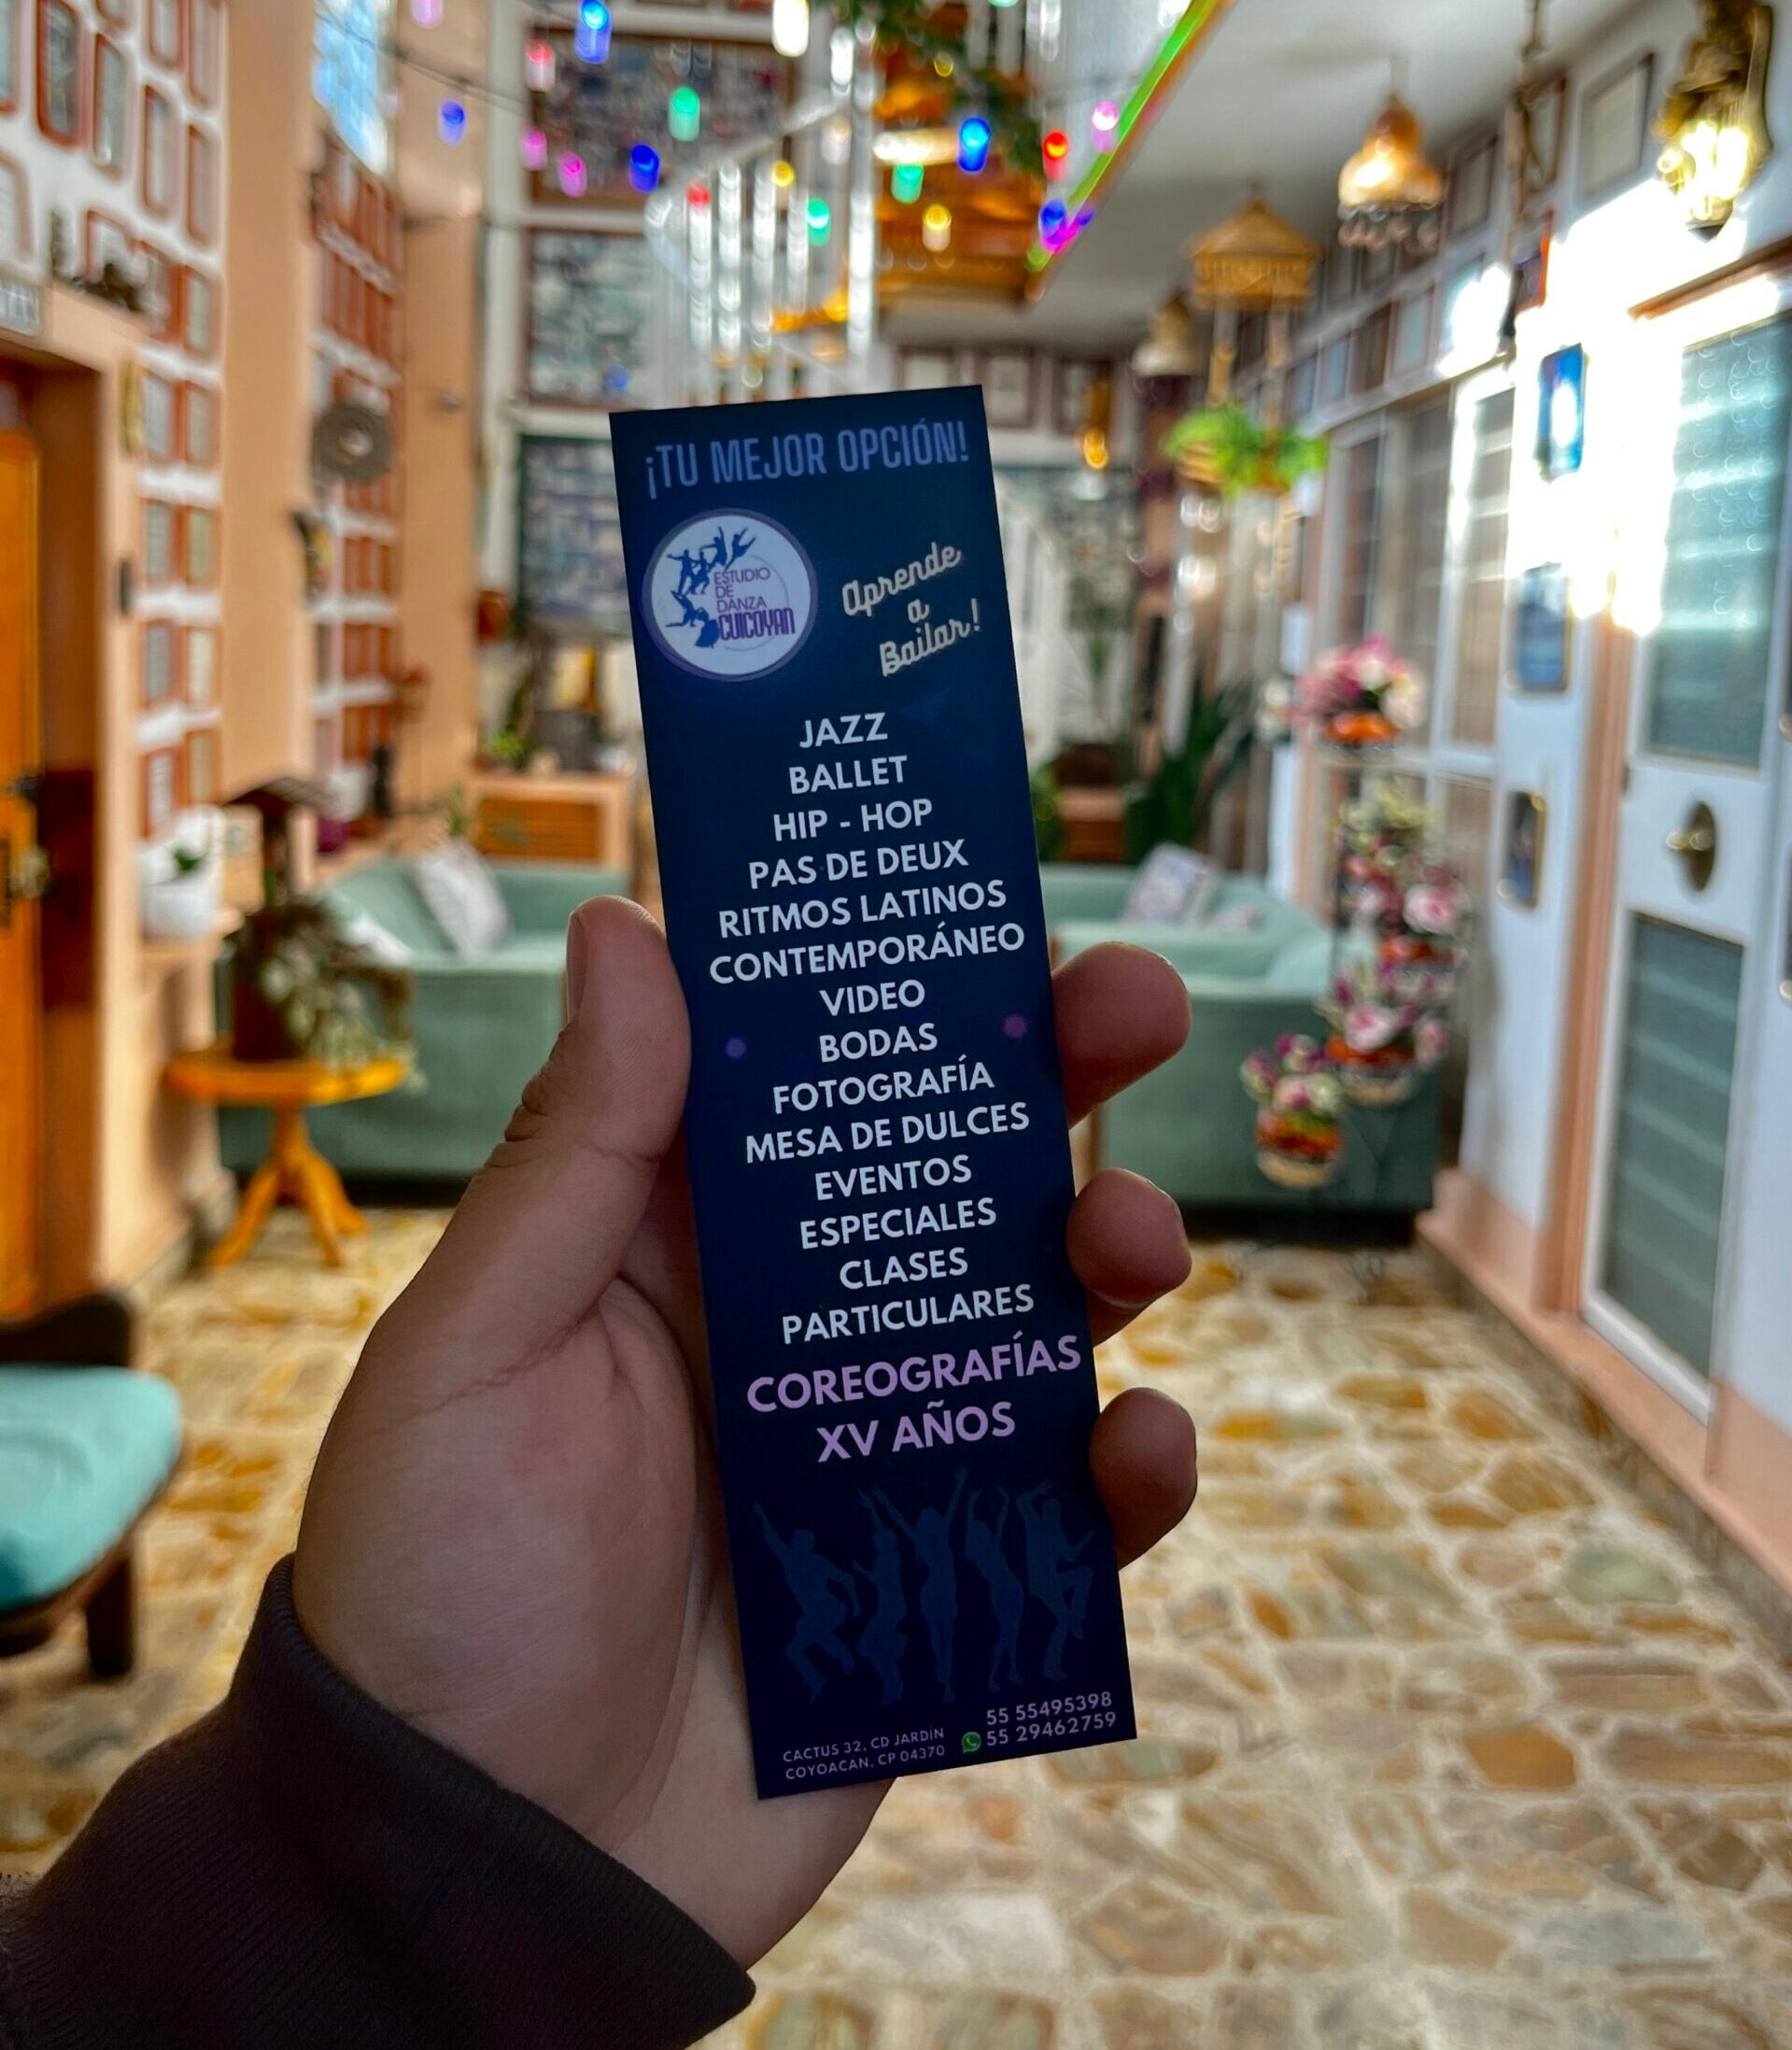 ¡TU MEJOR OPCIÓN!
ESTUDIO
DE
DANZA
CUICOYAN
Aprende
a
Bailar!
JAZZ
BALLET
HIP - HOP
PAS DE DEUX
RITMOS LATINOS
CONTEMPORÁNEO
VIDEO
BODAS
FOTOGRAFÍA
MESA DE DULCES
EVENTOS
ESPECIALES
CLASES
PARTICULARES
COREOGRAFÍAS
XV AÑOS
CACTUS 32, CD JARDÍN
COYOACAN, CP 04370
55 55495398
55 29462759